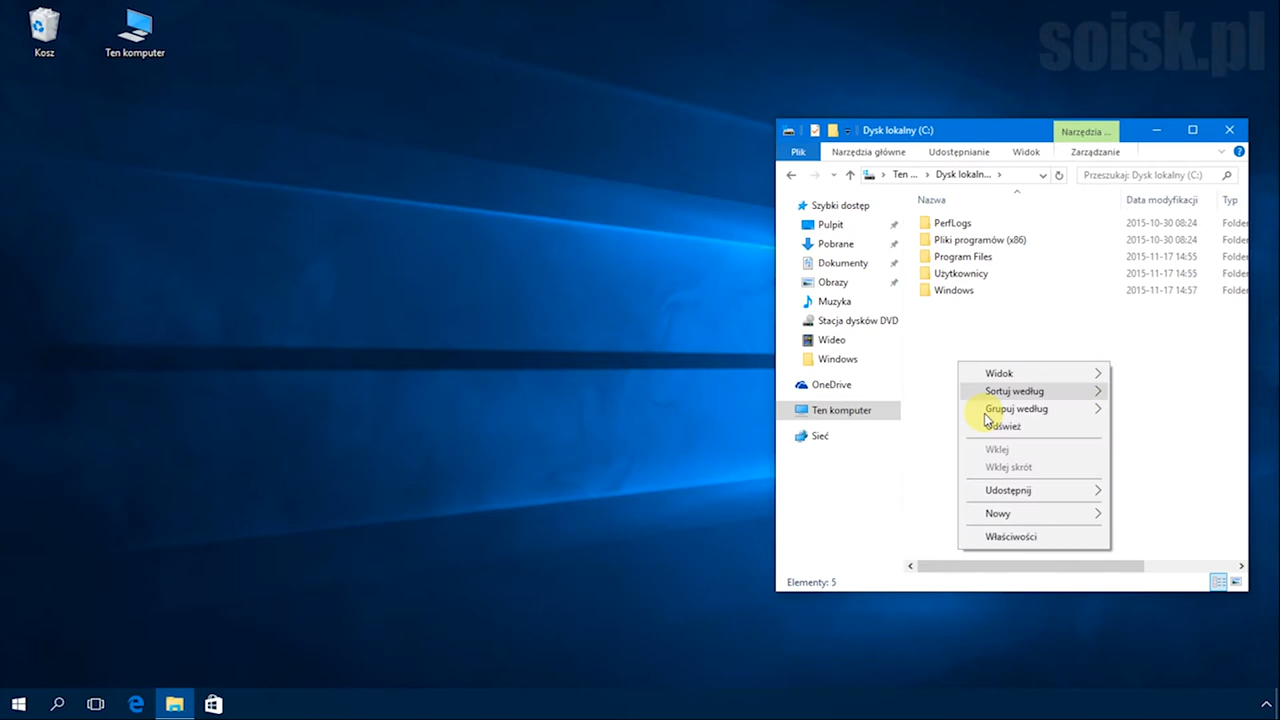 soisk.pl
Kosz
Ten komputer
Dysk lokalny (C:)
Narzędzia ...
Plik
Narzędzia główne
Udostępnianie
Widok
Zarządzanie
Ten ...
Dysk lokaln...
Przeszukaj: Dysk lokalny (C:)
Szybki dostęp
Pulpit
Pobrane
Dokumenty
Obrazy
Muzyka
Stacja dysków DVD
Wideo
Windows
OneDrive
Ten komputer
Sieć
Nazwa Data modyfikacji Typ
PerfLogs 2015-10-30 08:24 Folder
Pliki programów (x86) 2015-10-30 08:24 Folder
Program Files 2015-11-17 14:55 Folder
Użytkownicy 2015-11-17 14:55 Folder
Windows 2015-11-17 14:57 Folder
Widok
Sortuj według
Grupuj według
Odśwież
Wklej
Wklej skrót
Udostępnij
Nowy
Właściwości
Elementy: 5